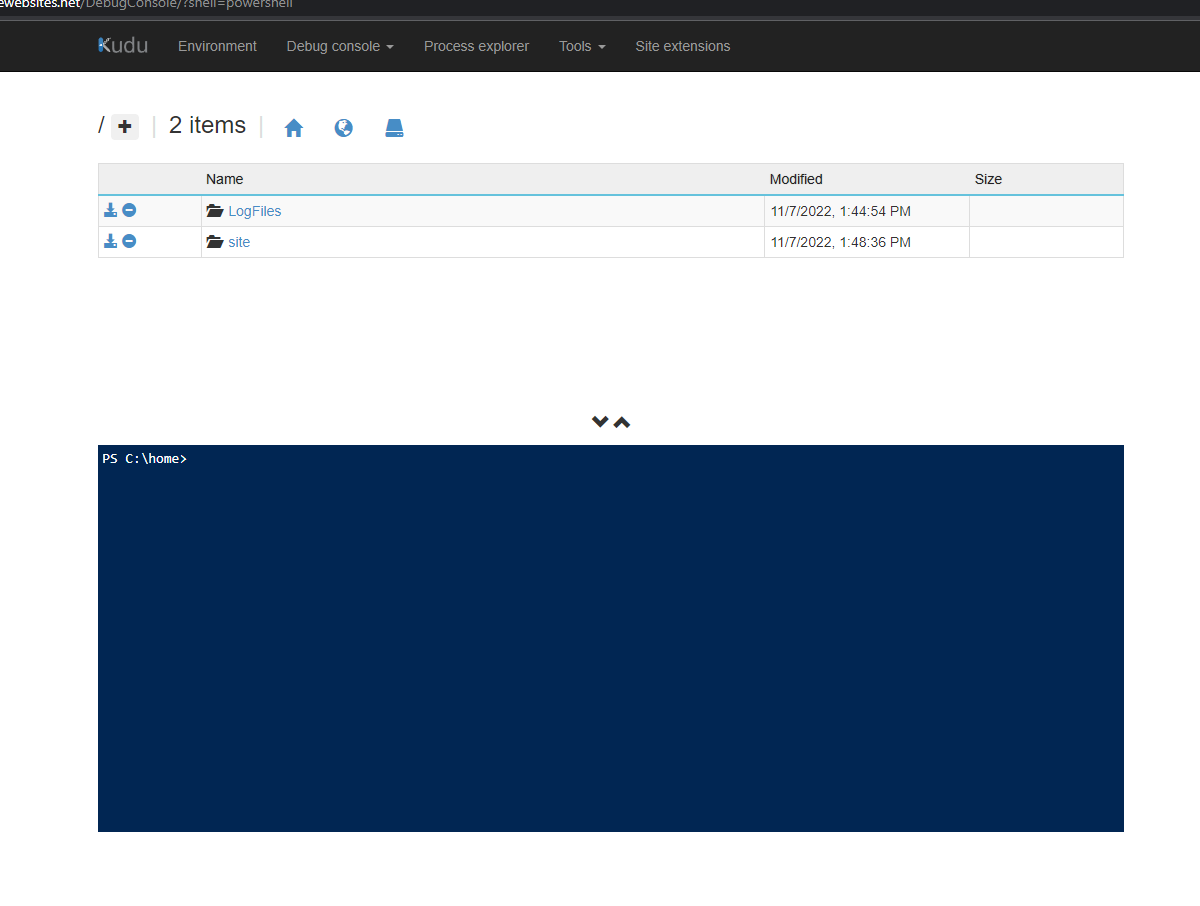 ewebsites.net/DebugConsole/?shell=powershell
Kudu Environment Debug console Process explorer Tools Site extensions
/ + | 2 items |
Name Modified Size
LogFiles 11/7/2022, 1:44:54 PM
site 11/7/2022, 1:48:36 PM
PS C:\home>